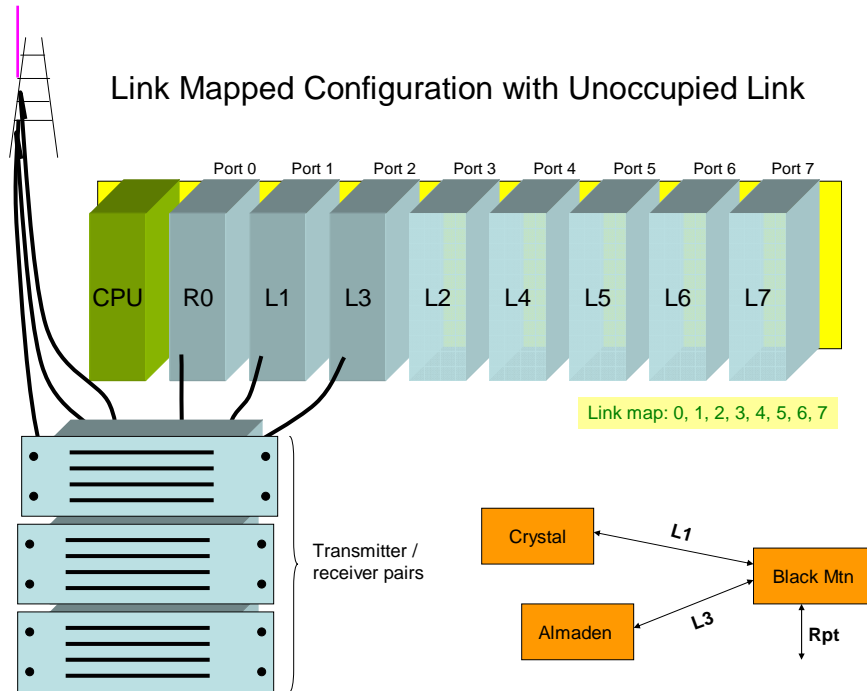 Link Mapped Configuration with Unoccupied Link
Port 0 Port 1 Port 2 Port 3 Port 4 Port 5 Port 6 Port 7
CPU R0 L1 L3 L2 L4 L5 L6 L7
Link map: 0, 1, 2, 3, 4, 5, 6, 7
Transmitter /
receiver pairs
Crystal
L1
Black Mtn
Almaden
L3
Rpt